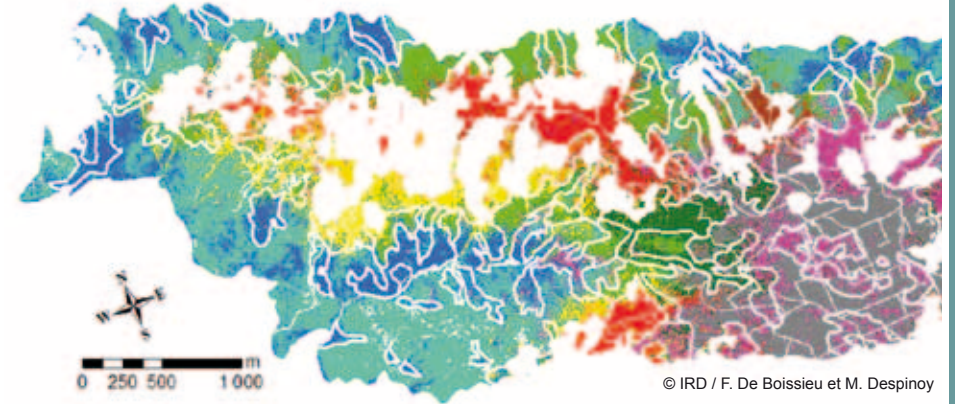 N
W E
S
m
0 250 500 1 000
© IRD / F. De Boissieu et M. Despinoy